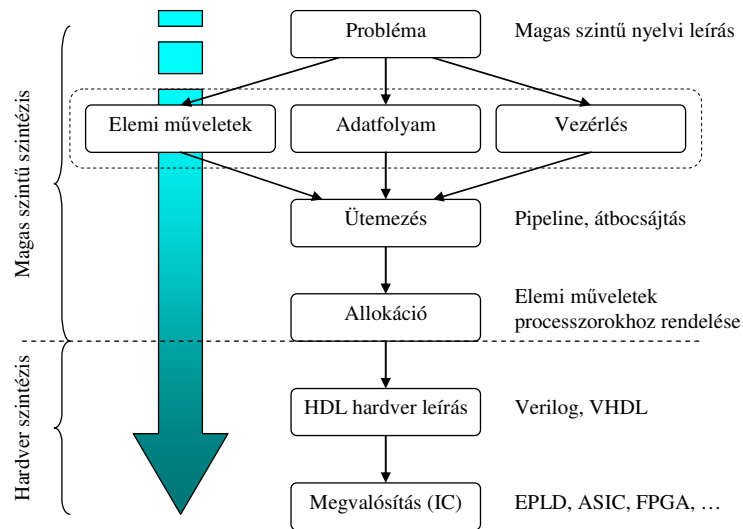 Probléma
Magas szintű nyelvi leírás
Elemi műveletek
Adatfolyam
Vezérlés
Ütemezés
Pipeline, átbocsájtás
Allokáció
Elemi műveletek
processzorokhoz rendelése
HDL hardver leírás
Verilog, VHDL
Megvalósítás (IC)
EPLD, ASIC, FPGA, …
Magas szintű szintézis
Hardver szintézis